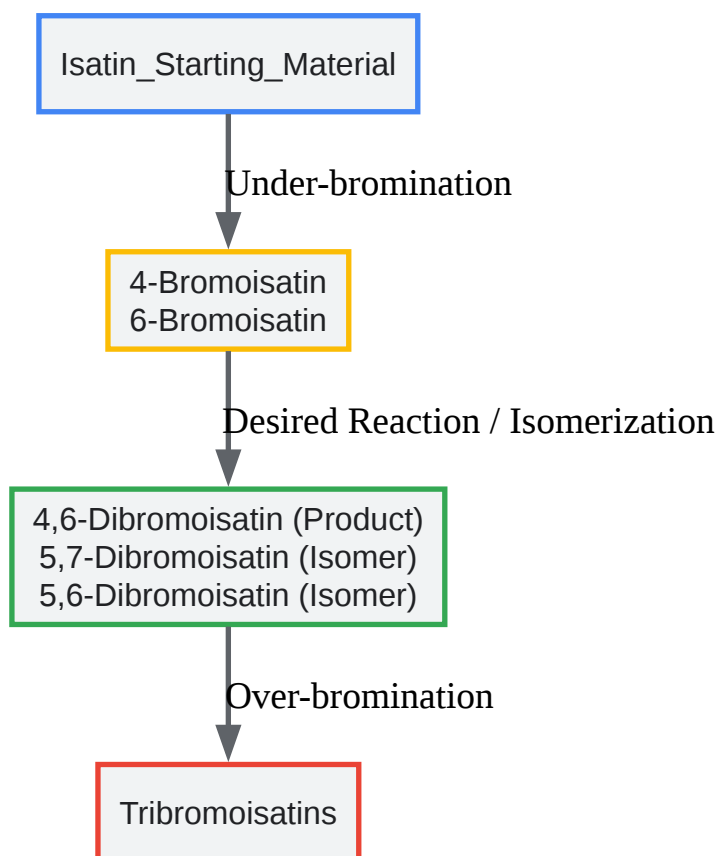 Isatin_Starting_Material
Under-bromination
4-Bromoisatin
6-Bromoisatin
Desired Reaction / Isomerization
4,6-Dibromoisatin (Product)
5,7-Dibromoisatin (Isomer)
5,6-Dibromoisatin (Isomer)
Over-bromination
Tribromoisatins